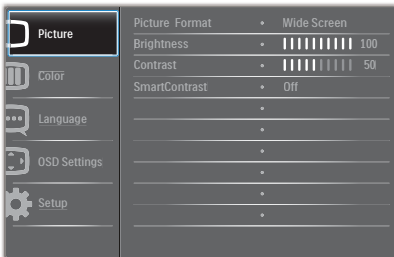 Picture
Color
Language
OSD Settings
Setup
Picture Format • Wide Screen
Brightness • 100
Contrast • 50
SmartContrast • Off
•
•
•
•
•
•